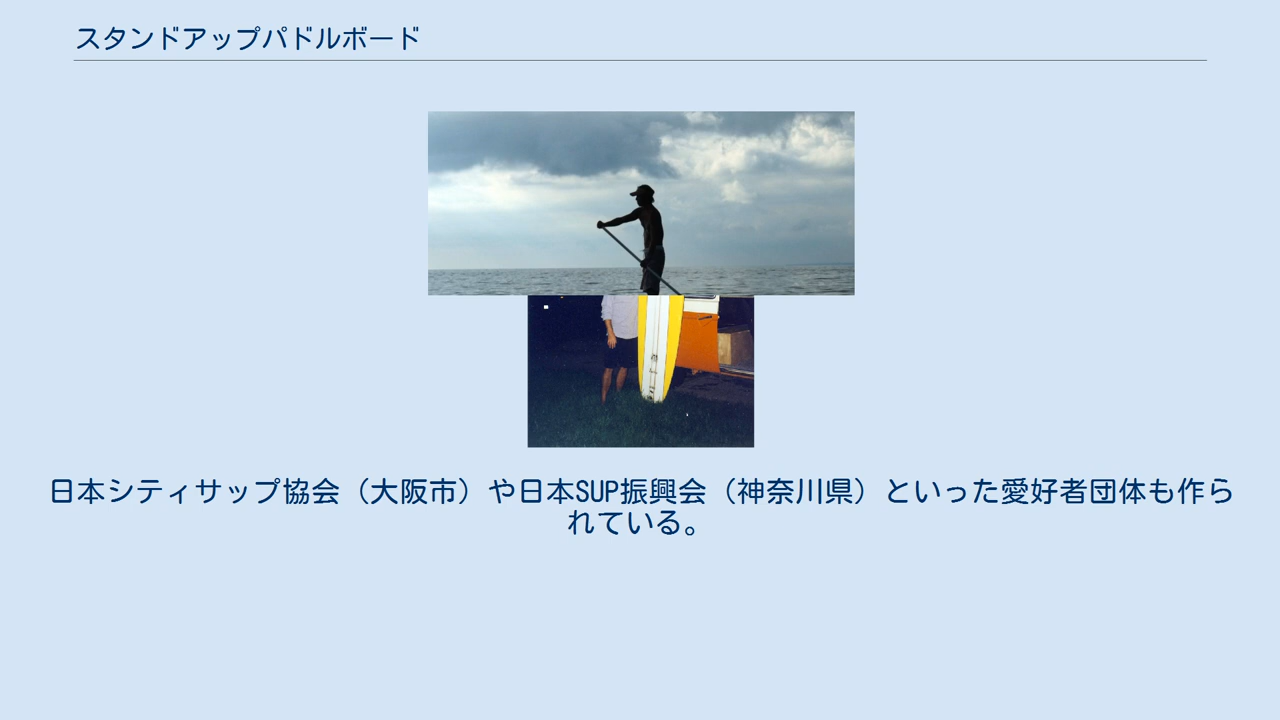 スタンドアップパドルボード
日本シティサップ協会（大阪市）や日本SUP振興会（神奈川県）といった愛好者団体も作ら
れている。